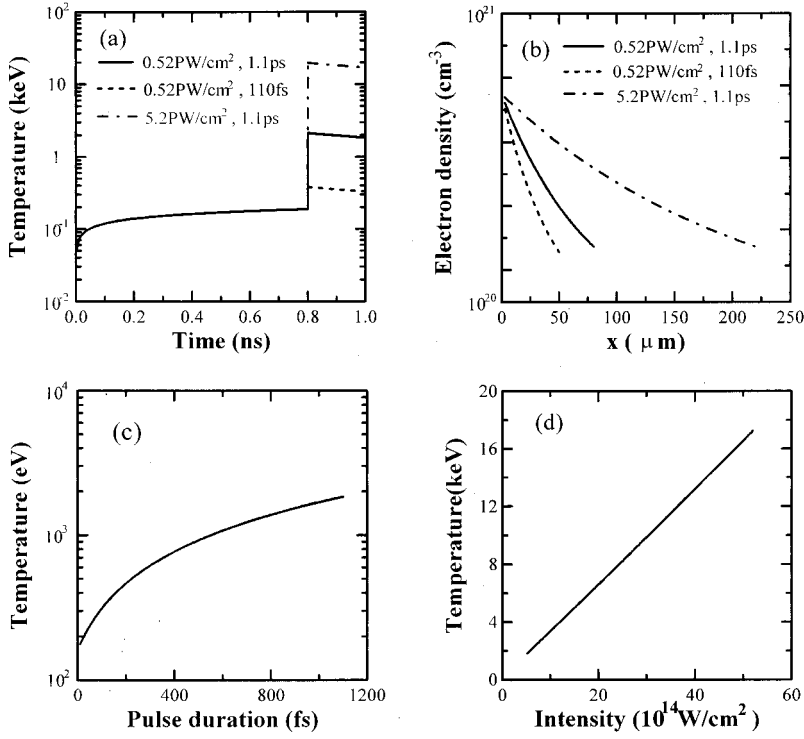 (a)
0.52PW/cm², 1.1ps
0.52PW/cm², 110fs
5.2PW/cm², 1.1ps
Temperature (keV)
10²
10¹
1
10⁻¹
10⁻²
0.0 0.2 0.4 0.6 0.8 1.0
Time (ns)
(b)
0.52PW/cm², 1.1ps
0.52PW/cm², 110fs
5.2PW/cm², 1.1ps
Electron density (cm⁻³)
10²¹
10²⁰
0 50 100 150 200 250
x ( μm)
(c)
Temperature (eV)
10⁴
10³
10²
0 400 800 1200
Pulse duration (fs)
(d)
Temperature(keV)
20
16
12
8
4
0
0 20 40 60
Intensity (10¹⁴W/cm²)